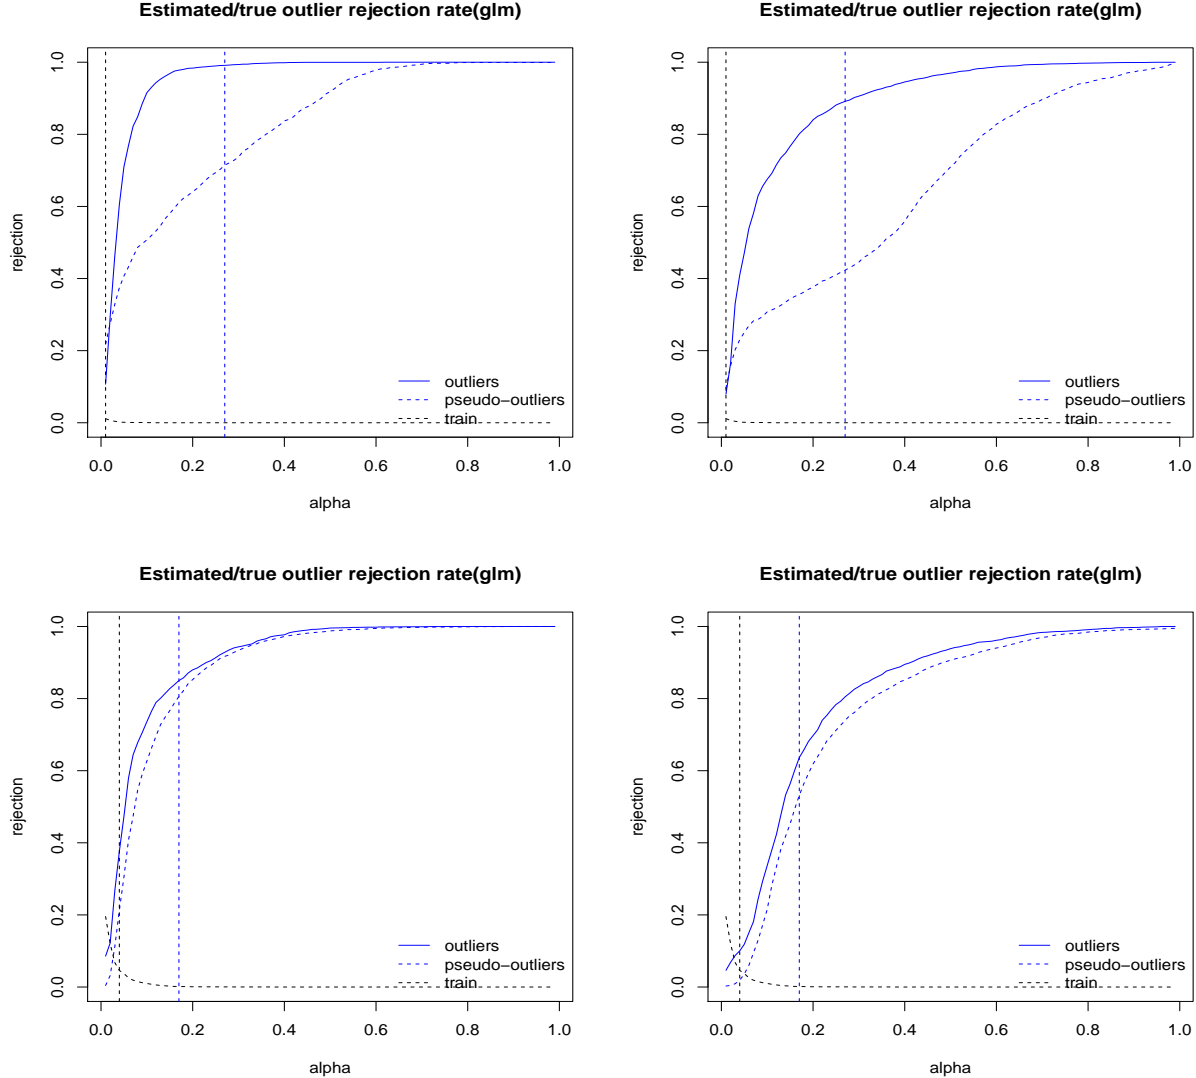 Estimated/true outlier rejection rate(glm)
rejection
1.0
0.8
0.6
0.4
0.2
0.0
outliers
pseudo−outliers
train
0.0 0.2 0.4 0.6 0.8 1.0
alpha
Estimated/true outlier rejection rate(glm)
rejection
1.0
0.8
0.6
0.4
0.2
0.0
outliers
pseudo−outliers
train
0.0 0.2 0.4 0.6 0.8 1.0
alpha
Estimated/true outlier rejection rate(glm)
rejection
1.0
0.8
0.6
0.4
0.2
0.0
outliers
pseudo−outliers
train
0.0 0.2 0.4 0.6 0.8 1.0
alpha
Estimated/true outlier rejection rate(glm)
rejection
1.0
0.8
0.6
0.4
0.2
0.0
outliers
pseudo−outliers
train
0.0 0.2 0.4 0.6 0.8 1.0
alpha